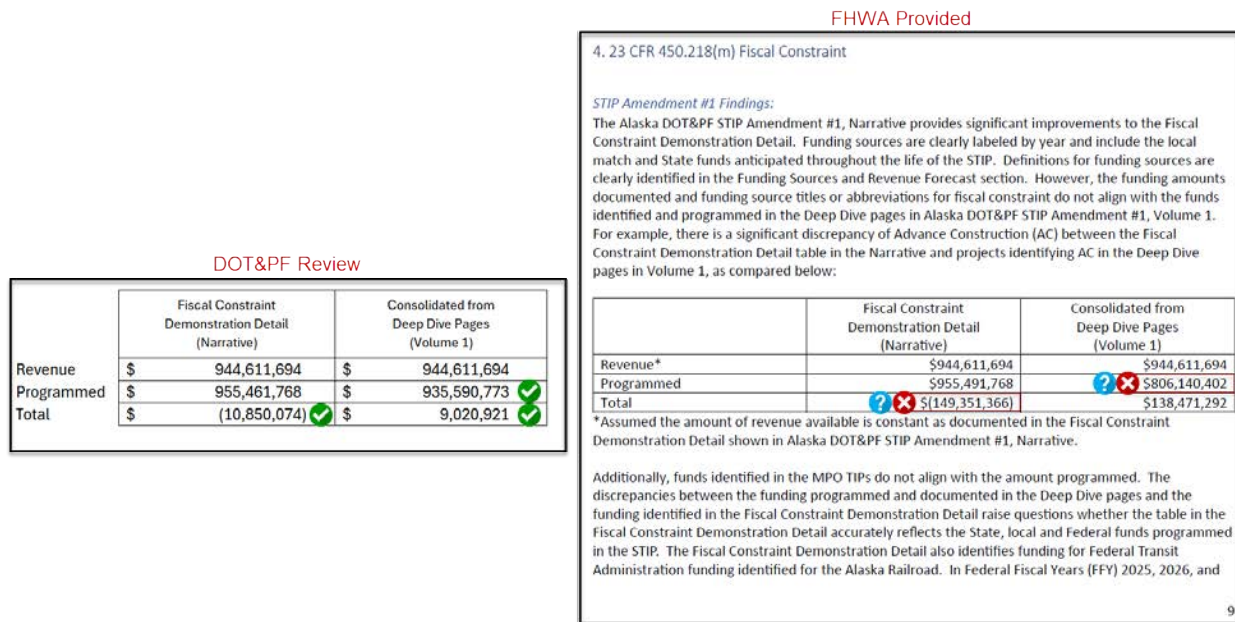 FHWA Provided
4. 23 CFR 450.218(m) Fiscal Constraint
STIP Amendment #1 Findings:
The Alaska DOT&PF STIP Amendment #1, Narrative provides significant improvements to the Fiscal
Constraint Demonstration Detail. Funding sources are clearly labeled by year and include the local
match and State funds anticipated throughout the life of the STIP. Definitions for funding sources are
clearly identified in the Funding Sources and Revenue Forecast section. However, the funding amounts
documented and funding source titles or abbreviations for fiscal constraint do not align with the funds
identified and programmed in the Deep Dive pages in Alaska DOT&PF STIP Amendment #1, Volume 1.
For example, there is a significant discrepancy of Advance Construction (AC) between the Fiscal
Constraint Demonstration Detail table in the Narrative and projects identifying AC in the Deep Dive
pages in Volume 1, as compared below:
Fiscal Constraint Consolidated from
Demonstration Detail Deep Dive Pages
(Narrative) (Volume 1)
Revenue* $944,611,694 $944,611,694
Programmed $955,491,768 ? $806,140,402
Total ? $(149,351,366) $138,471,292
*Assumed the amount of revenue available is constant as documented in the Fiscal Constraint
Demonstration Detail shown in Alaska DOT&PF STIP Amendment #1, Narrative.
Additionally, funds identified in the MPO TIPs do not align with the amount programmed. The
discrepancies between the funding programmed and documented in the Deep Dive pages and the
funding identified in the Fiscal Constraint Demonstration Detail raise questions whether the table in the
Fiscal Constraint Demonstration Detail accurately reflects the State, local and Federal funds programmed
in the STIP. The Fiscal Constraint Demonstration Detail also identifies funding for Federal Transit
Administration funding identified for the Alaska Railroad. In Federal Fiscal Years (FFY) 2025, 2026, and
9
DOT&PF Review
Fiscal Constraint Consolidated from
Demonstration Detail Deep Dive Pages
(Narrative) (Volume 1)
Revenue $ 944,611,694 $ 944,611,694
Programmed $ 955,461,768 $ 935,590,773
Total $ (10,850,074) $ 9,020,921